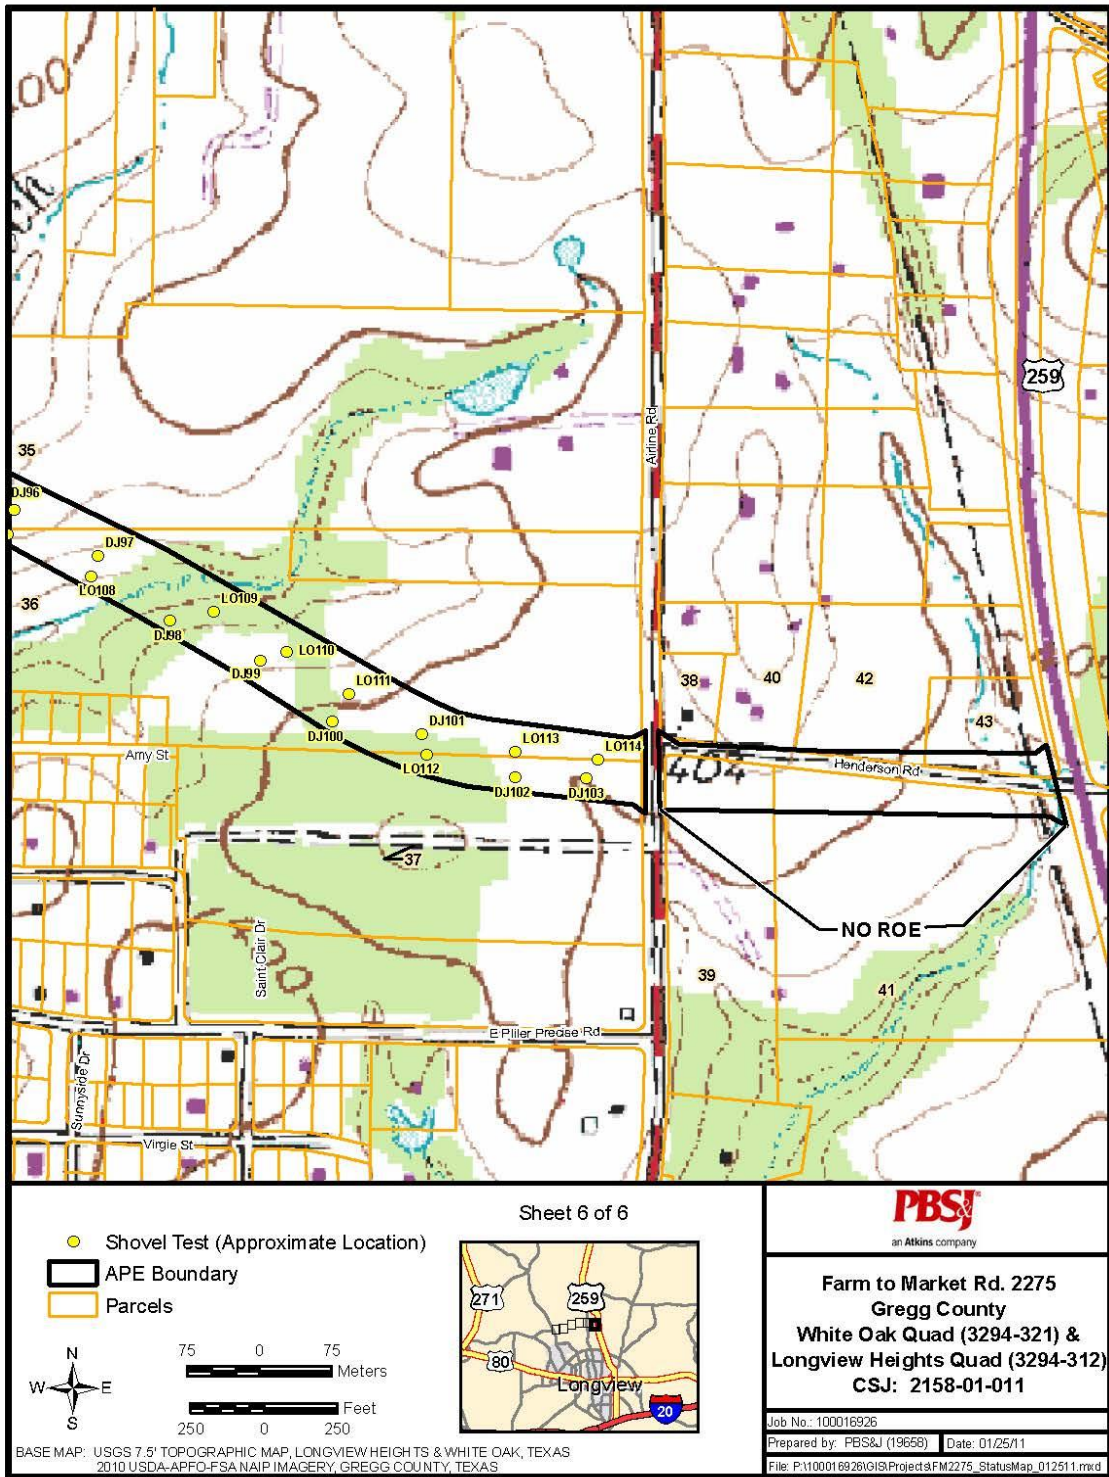 00
ch
259
35
DJ96
DJ97
LO108
36
LO109
DJ98
LO110
DJ99
LO111
DJ100
DJ101
LO112
LO113
LO114
DJ102
DJ103
Airline Rd
38
40
42
43
Amy St
404
Henderson Rd
37
NO ROE
39
41
Saint Clair Dr
E Pliler Precise Rd
Sunnyside Dr
Virgie St
Shovel Test (Approximate Location)
APE Boundary
Parcels
N
W E
S
75 0 75
Meters
Feet
250 0 250
Sheet 6 of 6
271
259
80
Longview
20
PBSJ
an Atkins company
Farm to Market Rd. 2275
Gregg County
White Oak Quad (3294-321) &
Longview Heights Quad (3294-312)
CSJ: 2158-01-011
Job No.: 100016926
Prepared by: PBS&J (19658) Date: 01/25/11
File: P:\100016926\GIS\Projects\FM2275_StatusMap_012511.mxd
BASE MAP: USGS 7.5' TOPOGRAPHIC MAP, LONGVIEW HEIGHTS & WHITE OAK, TEXAS
2010 USDA-APFO-FSA NAIP IMAGERY, GREGG COUNTY, TEXAS